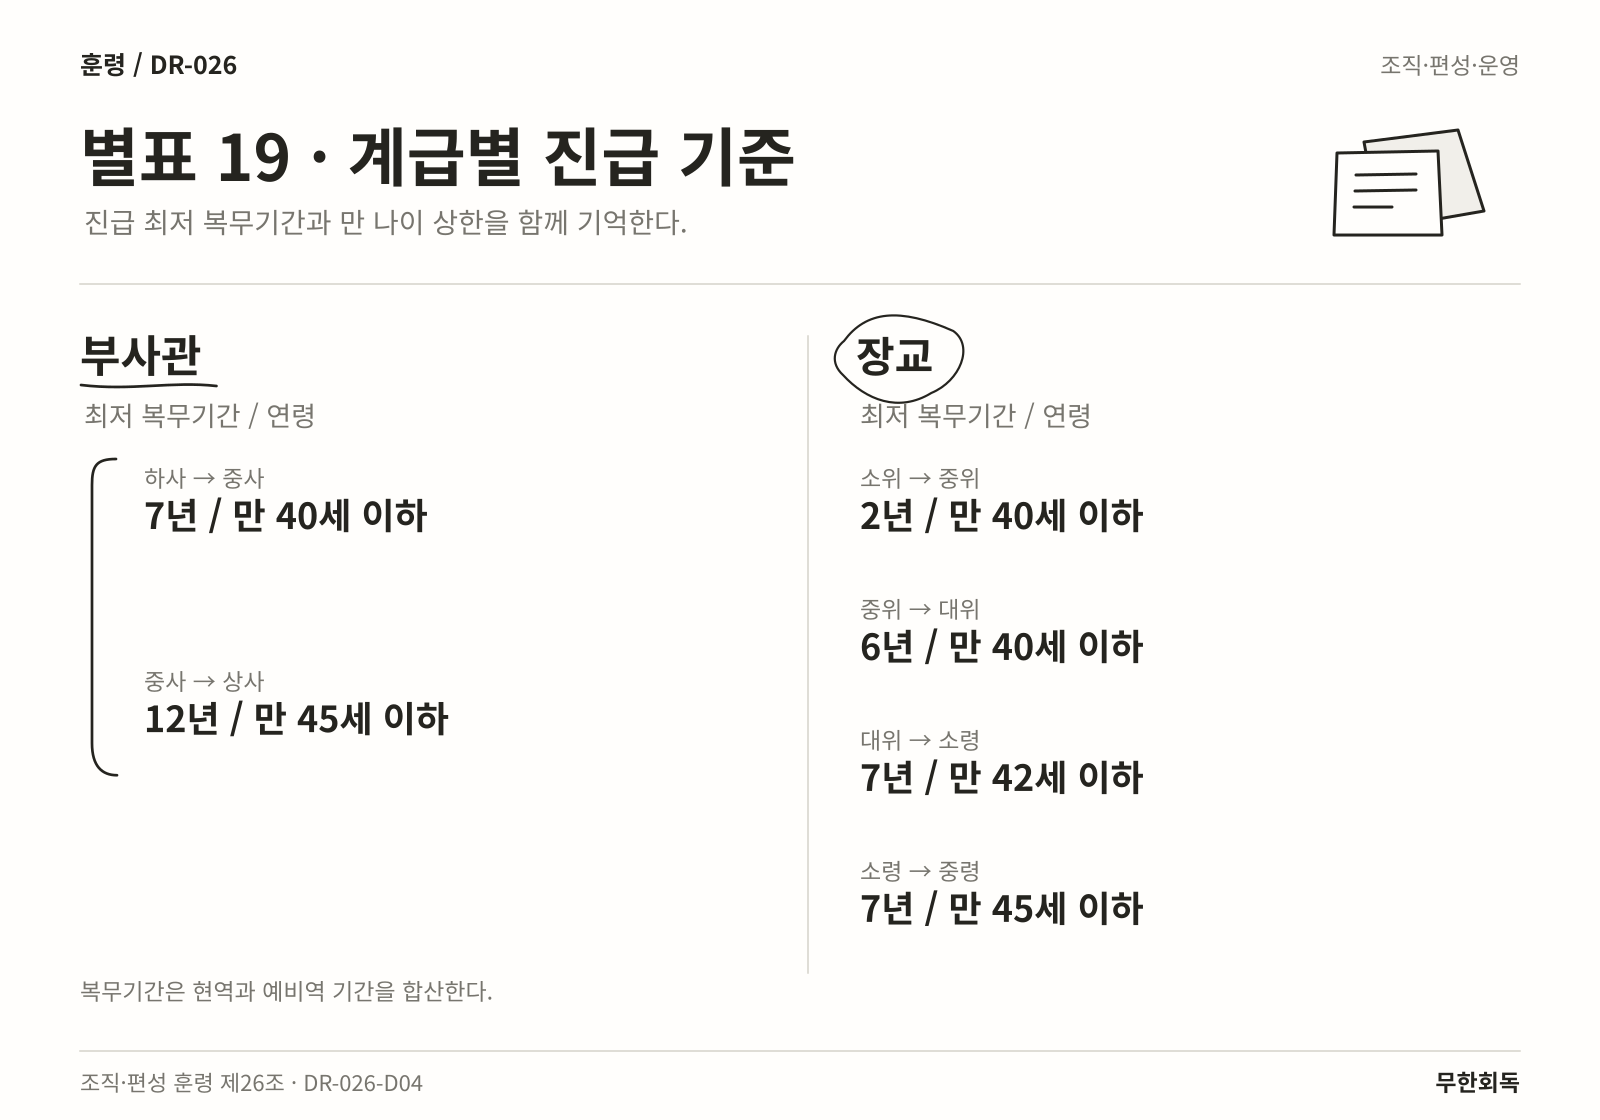 훈령 / DR-026
조직·편성·운영
별표 19 · 계급별 진급 기준
진급 최저 복무기간과 만 나이 상한을 함께 기억한다.
부사관
최저 복무기간 / 연령
하사 → 중사
7년 / 만 40세 이하
중사 → 상사
12년 / 만 45세 이하
장교
최저 복무기간 / 연령
소위 → 중위
2년 / 만 40세 이하
중위 → 대위
6년 / 만 40세 이하
대위 → 소령
7년 / 만 42세 이하
소령 → 중령
7년 / 만 45세 이하
복무기간은 현역과 예비역 기간을 합산한다.
조직·편성 훈령 제26조 · DR-026-D04
무한회독